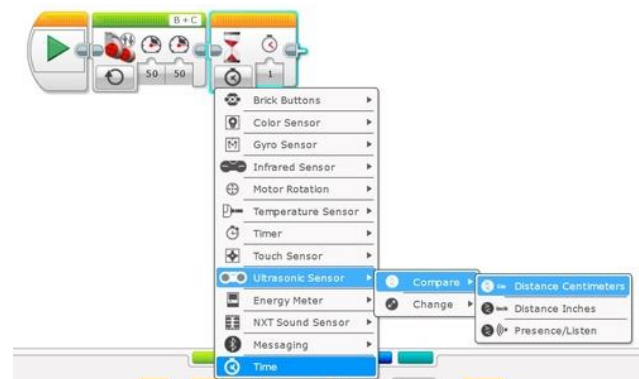 B + C
50 50 1
Brick Buttons
Color Sensor
Gyro Sensor
Infrared Sensor
Motor Rotation
Temperature Sensor
Timer
Touch Sensor
Ultrasonic Sensor
Compare
Distance Centimeters
Energy Meter
Change
Distance Inches
NXT Sound Sensor
Presence/Listen
Messaging
Time